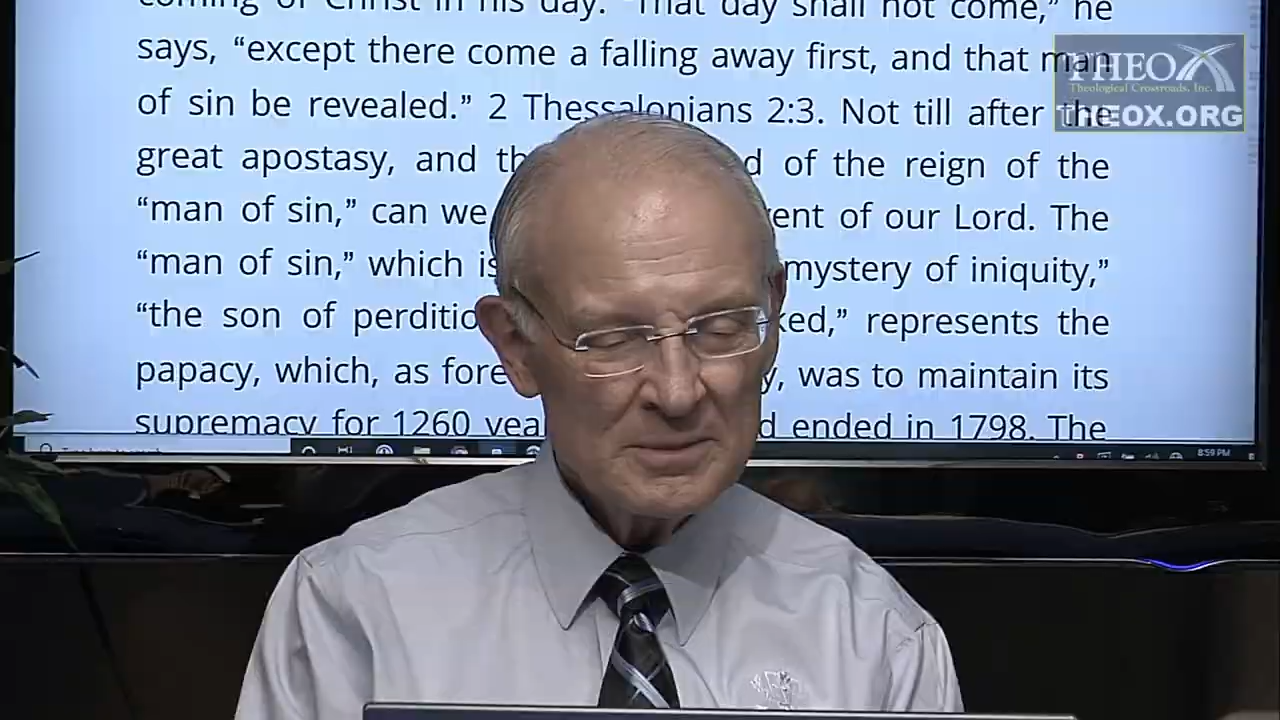 coming of Christ in his day. “That day shall not come,” he
says, “except there come a falling away first, and that man
of sin be revealed.” 2 Thessalonians 2:3. Not till after the
great apostasy, and th d of the reign of the
“man of sin,” can we vent of our Lord. The
“man of sin,” which is mystery of iniquity,”
“the son of perditio ked,” represents the
papacy, which, as fore y, was to maintain its
supremacy for 1260 yea d ended in 1798. The
8:59 PM
THEOX
Theological Crossroads, Inc.
THEOX.ORG